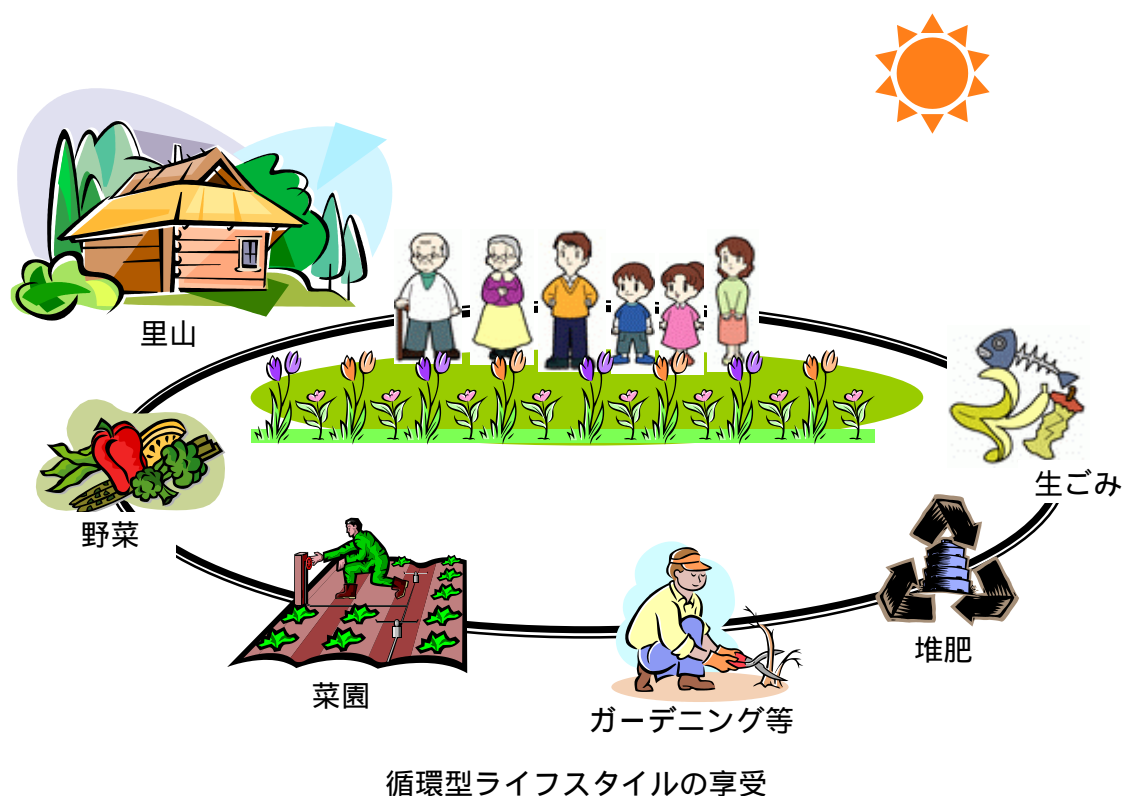 里山
生ごみ
野菜
堆肥
菜園
ガーデニング等
循環型ライフスタイルの享受